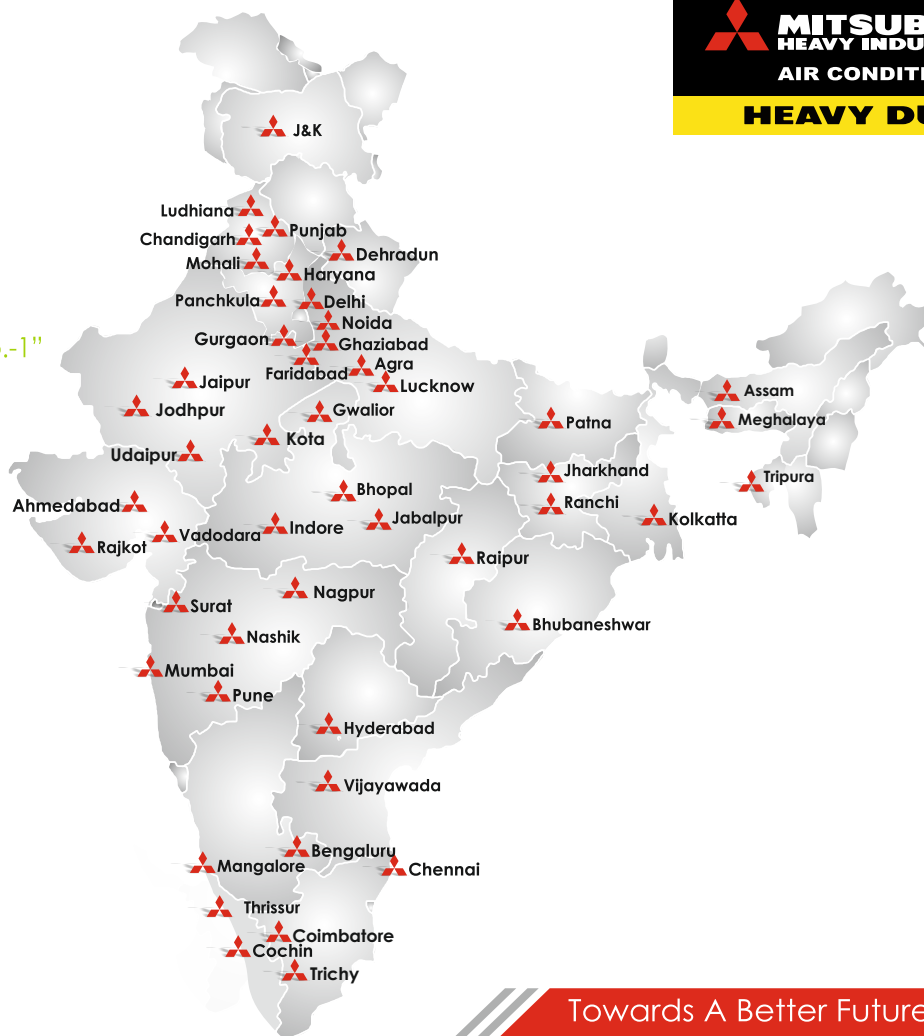 MITSUB
HEAVY INDU
AIR CONDITI
HEAVY DU
J&K
Ludhiana
Punjab
Chandigarh
Dehradun
Mohali
Haryana
Panchkula
Delhi
Noida
Gurgaon
Ghaziabad
.-1”
Faridabad
Agra
Jaipur
Lucknow
Jodhpur
Gwalior
Assam
Meghalaya
Patna
Kota
Udaipur
Jharkhand
Tripura
Bhopal
Ranchi
Ahmedabad
Jabalpur
Kolkatta
Indore
Vadodara
Rajkot
Raipur
Nagpur
Surat
Bhubaneshwar
Nashik
Mumbai
Pune
Hyderabad
Vijayawada
Bengaluru
Mangalore
Chennai
Thrissur
Coimbatore
Cochin
Trichy
Towards A Better Future